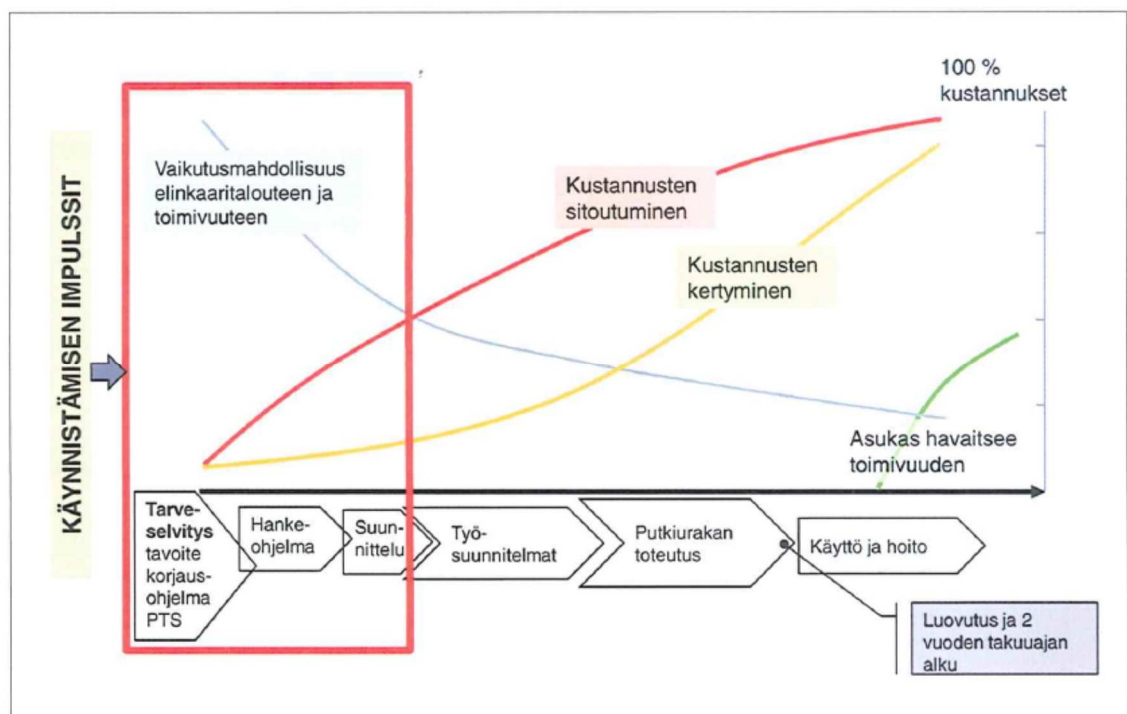 100 %
kustannukset
KÄYNNISTÄMISEN IMPULSSIT
Vaikutusmahdollisuus
elinkaaritalouteen ja
toimivuuteen
Kustannusten
sitoutuminen
Kustannusten
kertyminen
Asukas havaitsee
toimivuuden
Tarve-
selvitys
tavoite
korjaus-
ohjelma
PTS
Hanke-
ohjelma
Suun-
nittelu
Työ-
suunnitelmat
Putkiurakan
toteutus
Käyttö ja hoito
Luovutus ja 2
vuoden takuuajan
alku